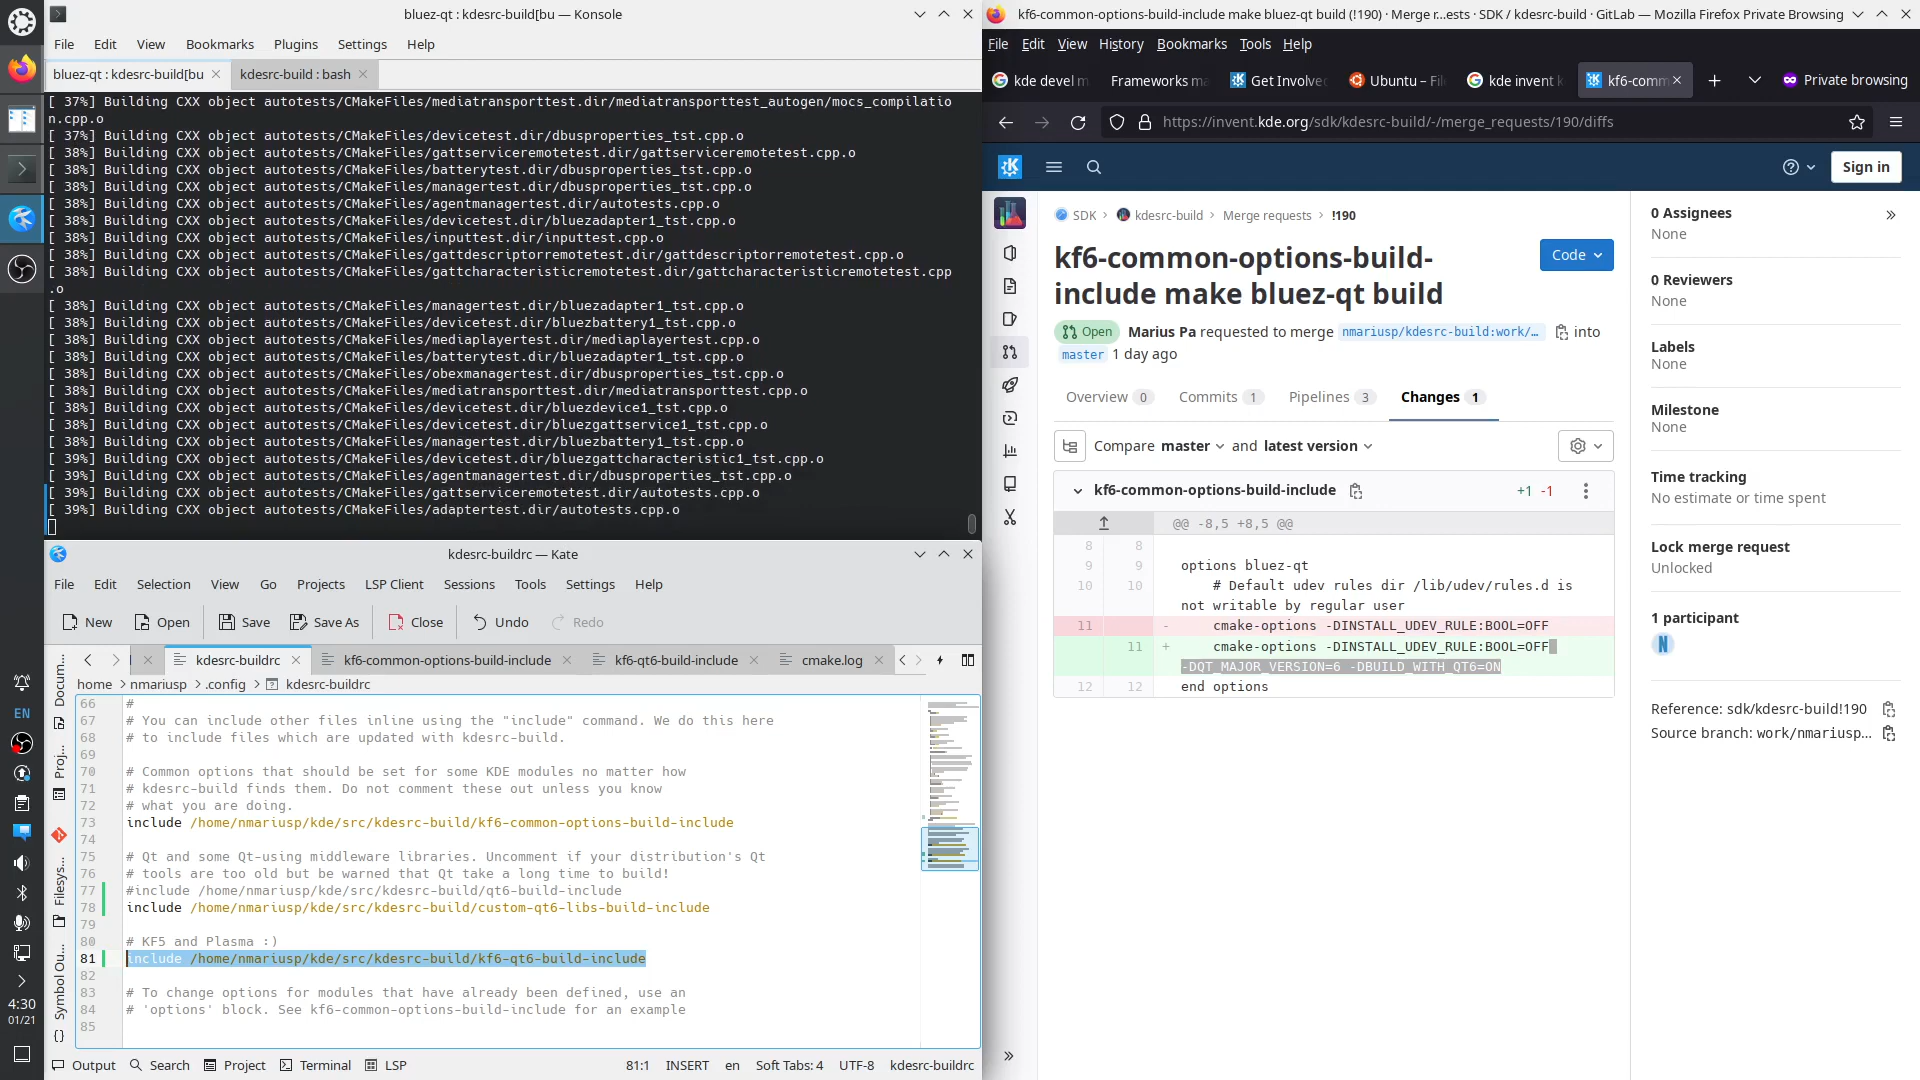 bluez-qt : kdesrc-build[bu — Konsole
File Edit View Bookmarks Plugins Settings Help
bluez-qt : kdesrc-build[bu
kdesrc-build : bash
[ 37%] Building CXX object autotests/CMakeFiles/mediatransporttest.dir/mediatransporttest_autogen/mocs_compilatio
n.cpp.o
[ 37%] Building CXX object autotests/CMakeFiles/devicetest.dir/dbusproperties_tst.cpp.o
[ 38%] Building CXX object autotests/CMakeFiles/gattserviceremotetest.dir/gattserviceremotetest.cpp.o
[ 38%] Building CXX object autotests/CMakeFiles/batterytest.dir/dbusproperties_tst.cpp.o
[ 38%] Building CXX object autotests/CMakeFiles/managertest.dir/dbusproperties_tst.cpp.o
[ 38%] Building CXX object autotests/CMakeFiles/agentmanagertest.dir/autotests.cpp.o
[ 38%] Building CXX object autotests/CMakeFiles/devicetest.dir/bluezadapter1_tst.cpp.o
[ 38%] Building CXX object autotests/CMakeFiles/inputtest.dir/inputtest.cpp.o
[ 38%] Building CXX object autotests/CMakeFiles/gattdescriptorremotetest.dir/gattdescriptorremotetest.cpp.o
[ 38%] Building CXX object autotests/CMakeFiles/gattcharacteristicremotetest.dir/gattcharacteristicremotetest.cpp
.o
[ 38%] Building CXX object autotests/CMakeFiles/managertest.dir/bluezadapter1_tst.cpp.o
[ 38%] Building CXX object autotests/CMakeFiles/devicetest.dir/bluezbattery1_tst.cpp.o
[ 38%] Building CXX object autotests/CMakeFiles/mediaplayertest.dir/mediaplayertest.cpp.o
[ 38%] Building CXX object autotests/CMakeFiles/batterytest.dir/bluezadapter1_tst.cpp.o
[ 38%] Building CXX object autotests/CMakeFiles/obexmanagertest.dir/dbusproperties_tst.cpp.o
[ 38%] Building CXX object autotests/CMakeFiles/mediatransporttest.dir/mediatransporttest.cpp.o
[ 38%] Building CXX object autotests/CMakeFiles/devicetest.dir/bluezdevice1_tst.cpp.o
[ 38%] Building CXX object autotests/CMakeFiles/devicetest.dir/bluezgattservice1_tst.cpp.o
[ 38%] Building CXX object autotests/CMakeFiles/managertest.dir/bluezbattery1_tst.cpp.o
[ 39%] Building CXX object autotests/CMakeFiles/devicetest.dir/bluezgattcharacteristic1_tst.cpp.o
[ 39%] Building CXX object autotests/CMakeFiles/agentmanagertest.dir/dbusproperties_tst.cpp.o
[ 39%] Building CXX object autotests/CMakeFiles/gattserviceremotetest.dir/autotests.cpp.o
[ 39%] Building CXX object autotests/CMakeFiles/adaptertest.dir/autotests.cpp.o
kdesrc-buildrc — Kate
File Edit Selection View Go Projects LSP Client Sessions Tools Settings Help
New Open Save Save As Close Undo Redo
kdesrc-buildrc kf6-common-options-build-include kf6-qt6-build-include cmake.log
home nmariusp .config kdesrc-buildrc
Docum...
Proj...
Filesys...
Symbol Ou...
66 #
67 # You can include other files inline using the "include" command. We do this here
68 # to include files which are updated with kdesrc-build.
69
70 # Common options that should be set for some KDE modules no matter how
71 # kdesrc-build finds them. Do not comment these out unless you know
72 # what you are doing.
73 include /home/nmariusp/kde/src/kdesrc-build/kf6-common-options-build-include
74
75 # Qt and some Qt-using middleware libraries. Uncomment if your distribution's Qt
76 # tools are too old but be warned that Qt take a long time to build!
77 #include /home/nmariusp/kde/src/kdesrc-build/qt6-build-include
78 include /home/nmariusp/kde/src/kdesrc-build/custom-qt6-libs-build-include
79
80 # KF5 and Plasma :)
81 include /home/nmariusp/kde/src/kdesrc-build/kf6-qt6-build-include
82
83 # To change options for modules that have already been defined, use an
84 # 'options' block. See kf6-common-options-build-include for an example
85
Output Search Project Terminal LSP 81:1 INSERT en Soft Tabs: 4 UTF-8 kdesrc-buildrc
EN
4:30
01/21
kf6-common-options-build-include make bluez-qt build (!190) · Merge r...ests · SDK / kdesrc-build · GitLab — Mozilla Firefox Private Browsing
File Edit View History Bookmarks Tools Help
kde devel m Frameworks ma Get Involve Ubuntu – Fil kde invent k kf6-comm Private browsing
https://invent.kde.org/sdk/kdesrc-build/-/merge_requests/190/diffs
Sign in
SDK kdesrc-build Merge requests !190
kf6-common-options-build-
include make bluez-qt build
Code
Open Marius Pa requested to merge nmariusp/kdesrc-build:work/… into
master 1 day ago
Overview 0 Commits 1 Pipelines 3 Changes 1
Compare master and latest version
kf6-common-options-build-include +1 -1
@@ -8,5 +8,5 @@
8 8
9 9 options bluez-qt
10 10 # Default udev rules dir /lib/udev/rules.d is
not writable by regular user
11 - cmake-options -DINSTALL_UDEV_RULE:BOOL=OFF
11 + cmake-options -DINSTALL_UDEV_RULE:BOOL=OFF
-DQT_MAJOR_VERSION=6 -DBUILD_WITH_QT6=ON
12 12 end options
0 Assignees
None
0 Reviewers
None
Labels
None
Milestone
None
Time tracking
No estimate or time spent
Lock merge request
Unlocked
1 participant
N
Reference: sdk/kdesrc-build!190
Source branch: work/nmariusp...